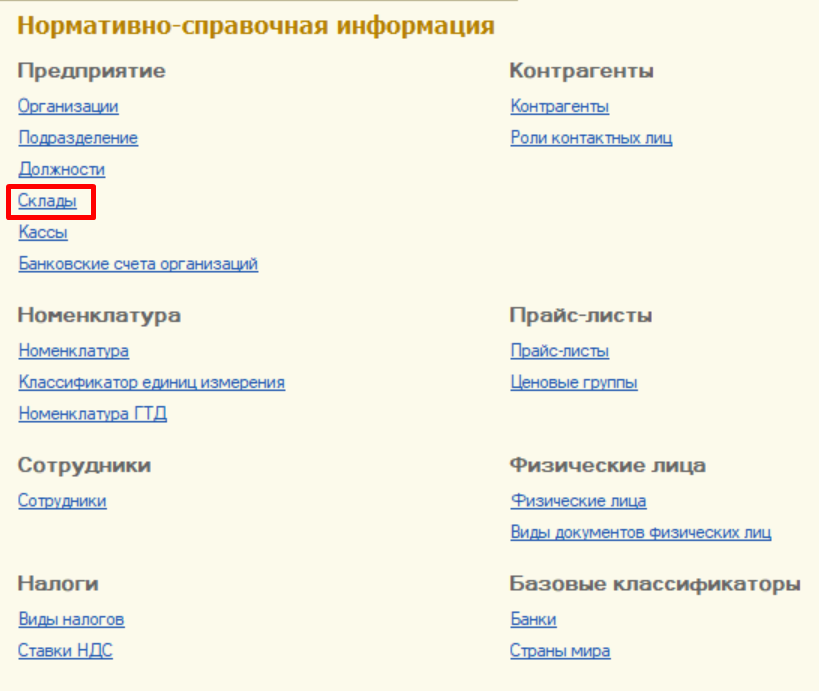 Нормативно-справочная информация
Предприятие
Организации
Подразделение
Должности
Склады
Кассы
Банковские счета организаций
Контрагенты
Контрагенты
Роли контактных лиц
Номенклатура
Номенклатура
Классификатор единиц измерения
Номенклатура ГТД
Прайс-листы
Прайс-листы
Ценовые группы
Сотрудники
Сотрудники
Физические лица
Физические лица
Виды документов физических лиц
Налоги
Виды налогов
Ставки НДС
Базовые классификаторы
Банки
Страны мира